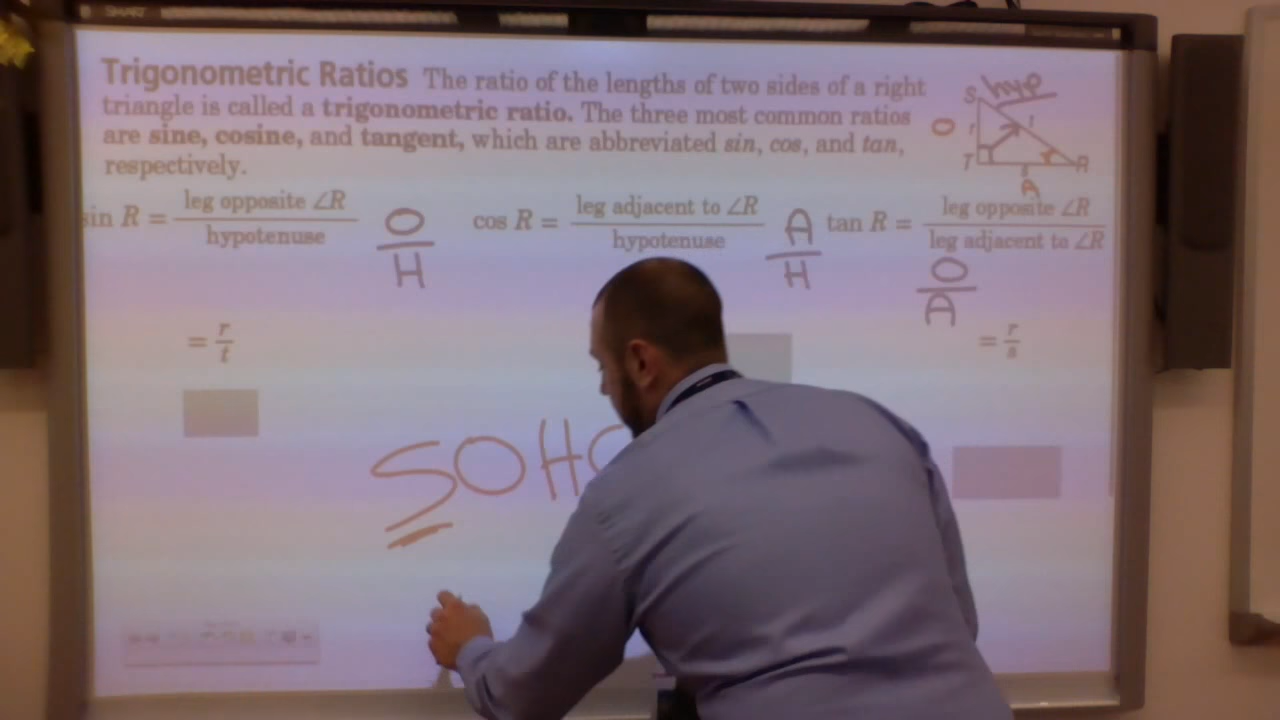 Trigonometric Ratios The ratio of the lengths of two sides of a right
triangle is called a trigonometric ratio. The three most common ratios
are sine, cosine, and tangent, which are abbreviated sin, cos, and tan,
respectively.
S hyp
O r t
T s R
A
sin R = leg opposite ∠R / hypotenuse O / H cos R = leg adjacent to ∠R / hypotenuse A / H tan R = leg opposite ∠R / leg adjacent to ∠R
O / A
= r / t = r / s
SOHC